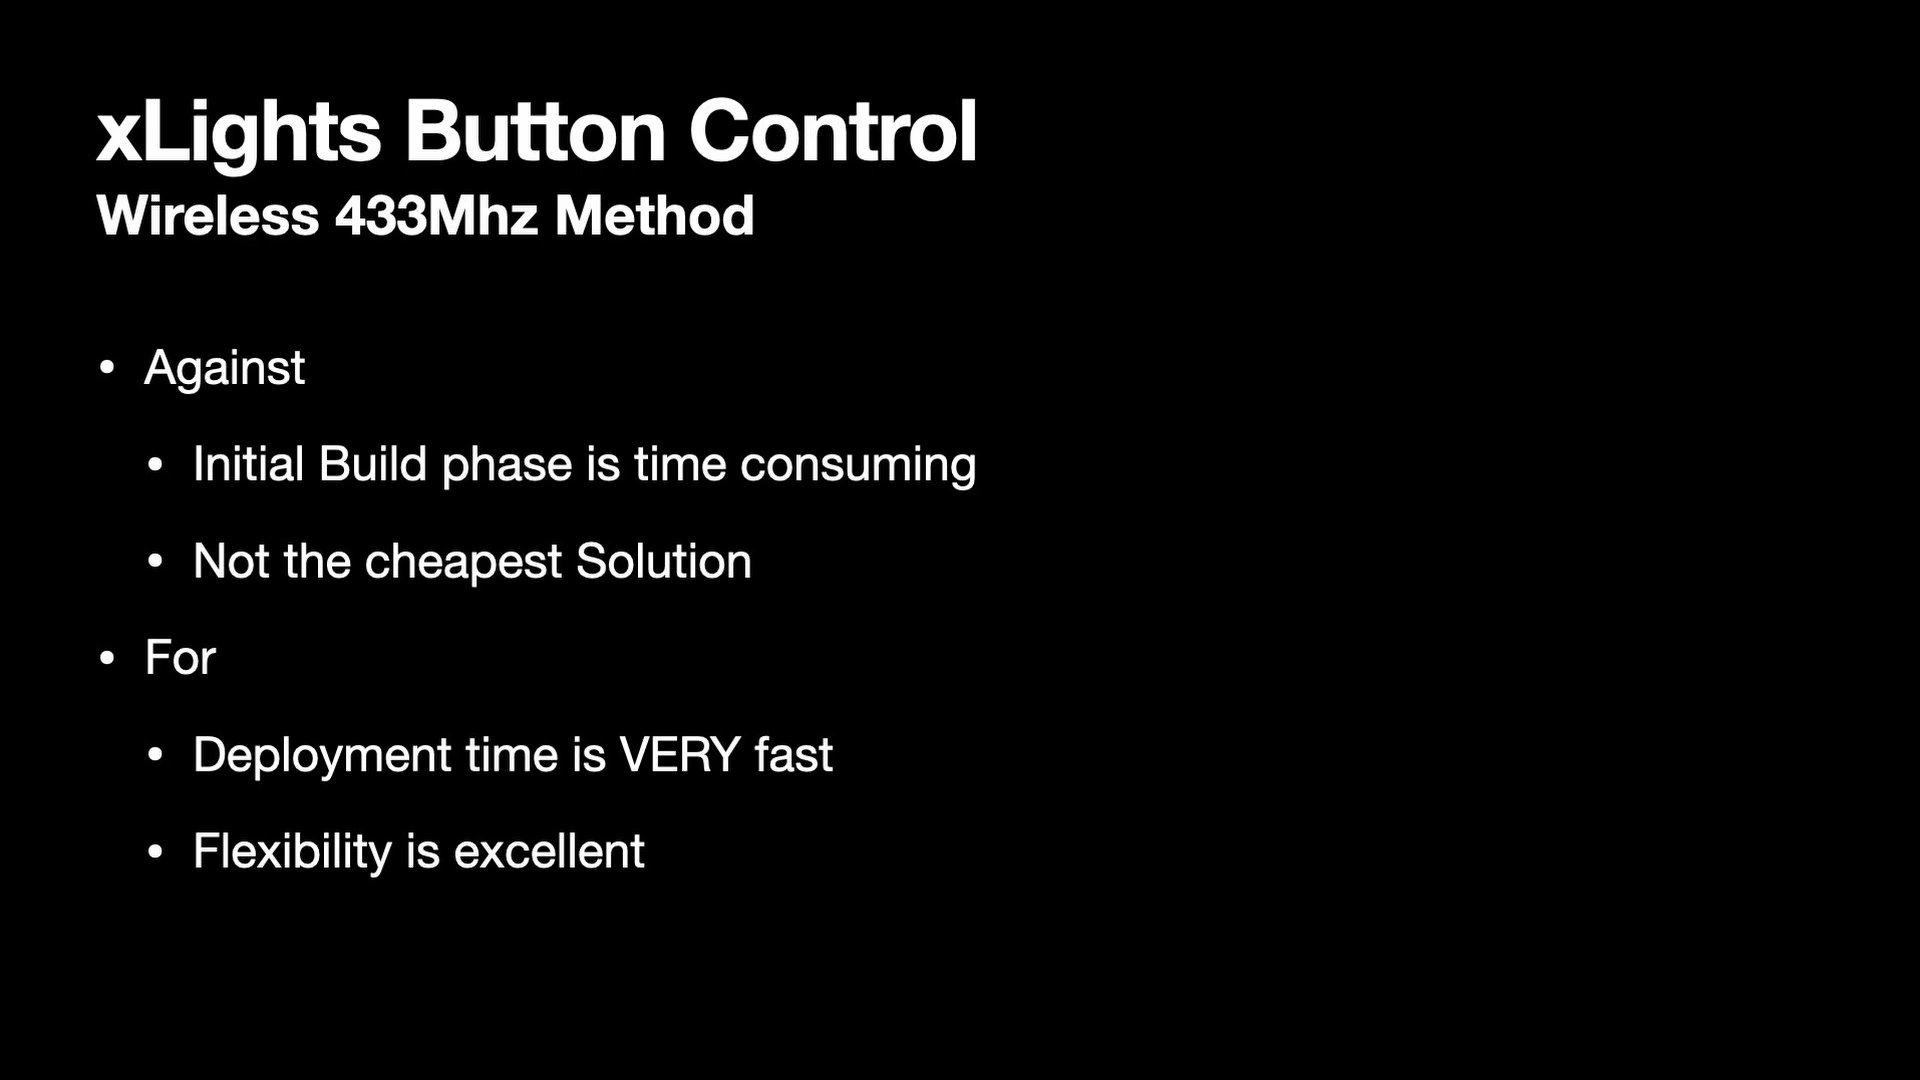 xLights Button Control
Wireless 433Mhz Method
• Against
• Initial Build phase is time consuming
• Not the cheapest Solution
• For
• Deployment time is VERY fast
• Flexibility is excellent